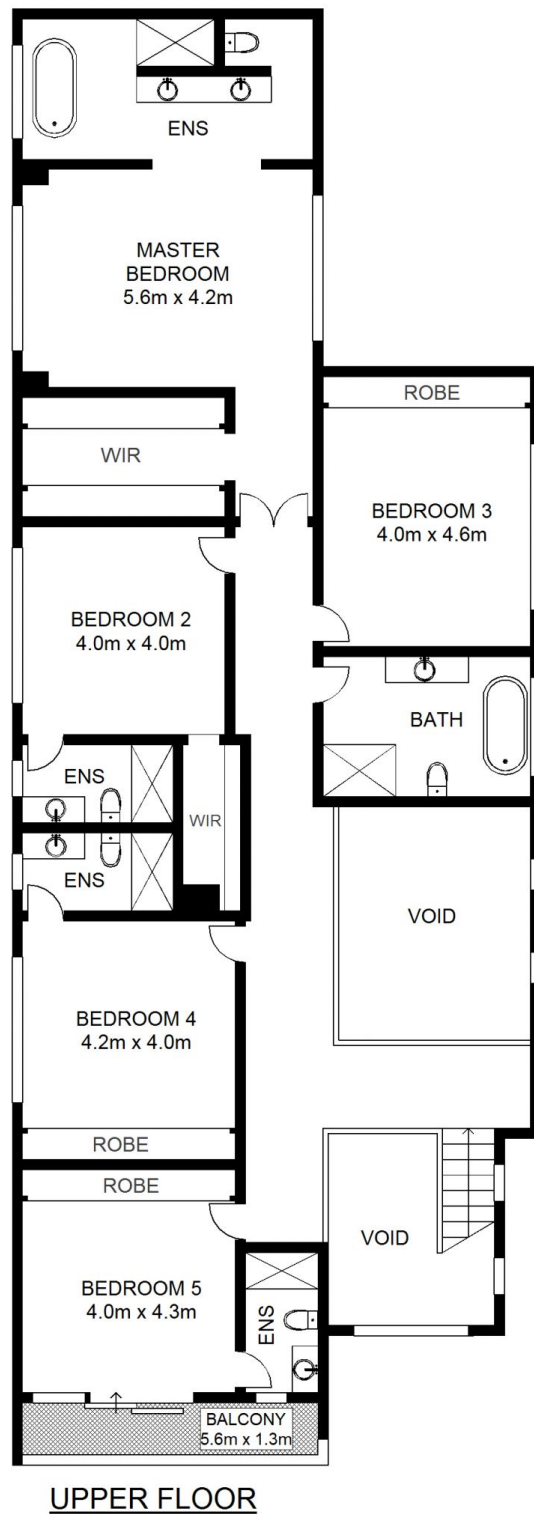 ENS
MASTER
BEDROOM
5.6m x 4.2m
ROBE
WIR
BEDROOM 3
4.0m x 4.6m
BEDROOM 2
4.0m x 4.0m
BATH
ENS
WIR
ENS
VOID
BEDROOM 4
4.2m x 4.0m
ROBE
ROBE
VOID
BEDROOM 5
4.0m x 4.3m
ENS
BALCONY
5.6m x 1.3m
UPPER FLOOR